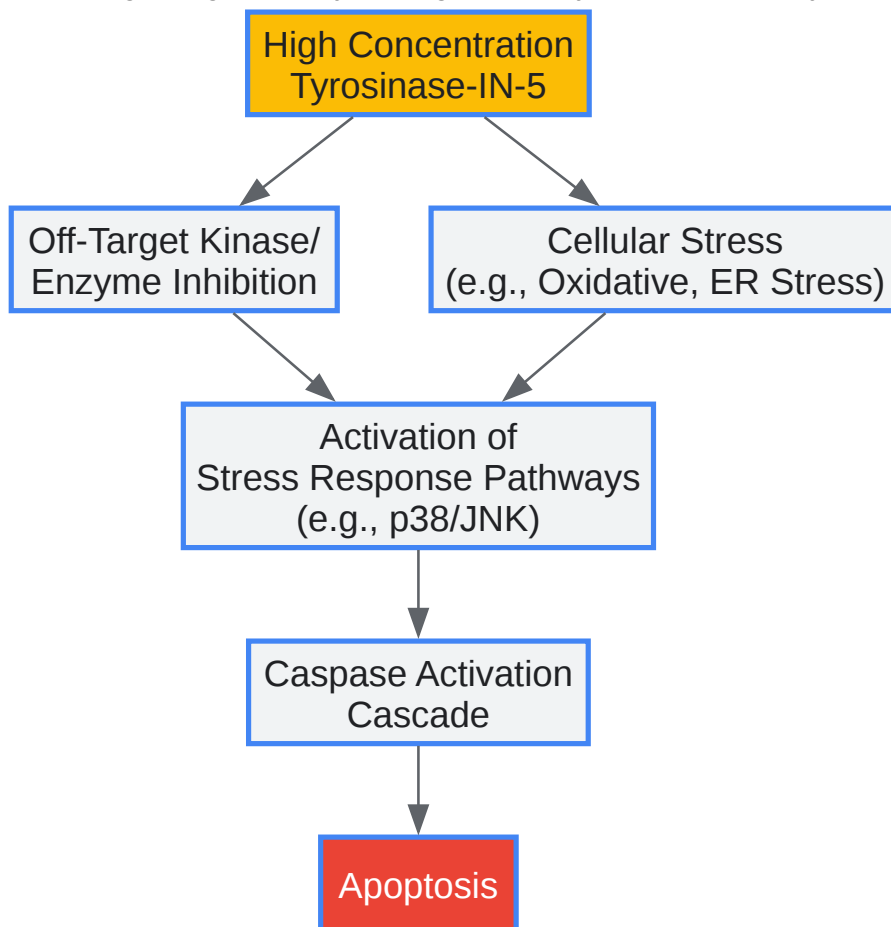 High Concentration
Tyrosinase-IN-5
Off-Target Kinase/
Enzyme Inhibition
Cellular Stress
(e.g., Oxidative, ER Stress)
Activation of
Stress Response Pathways
(e.g., p38/JNK)
Caspase Activation
Cascade
Apoptosis